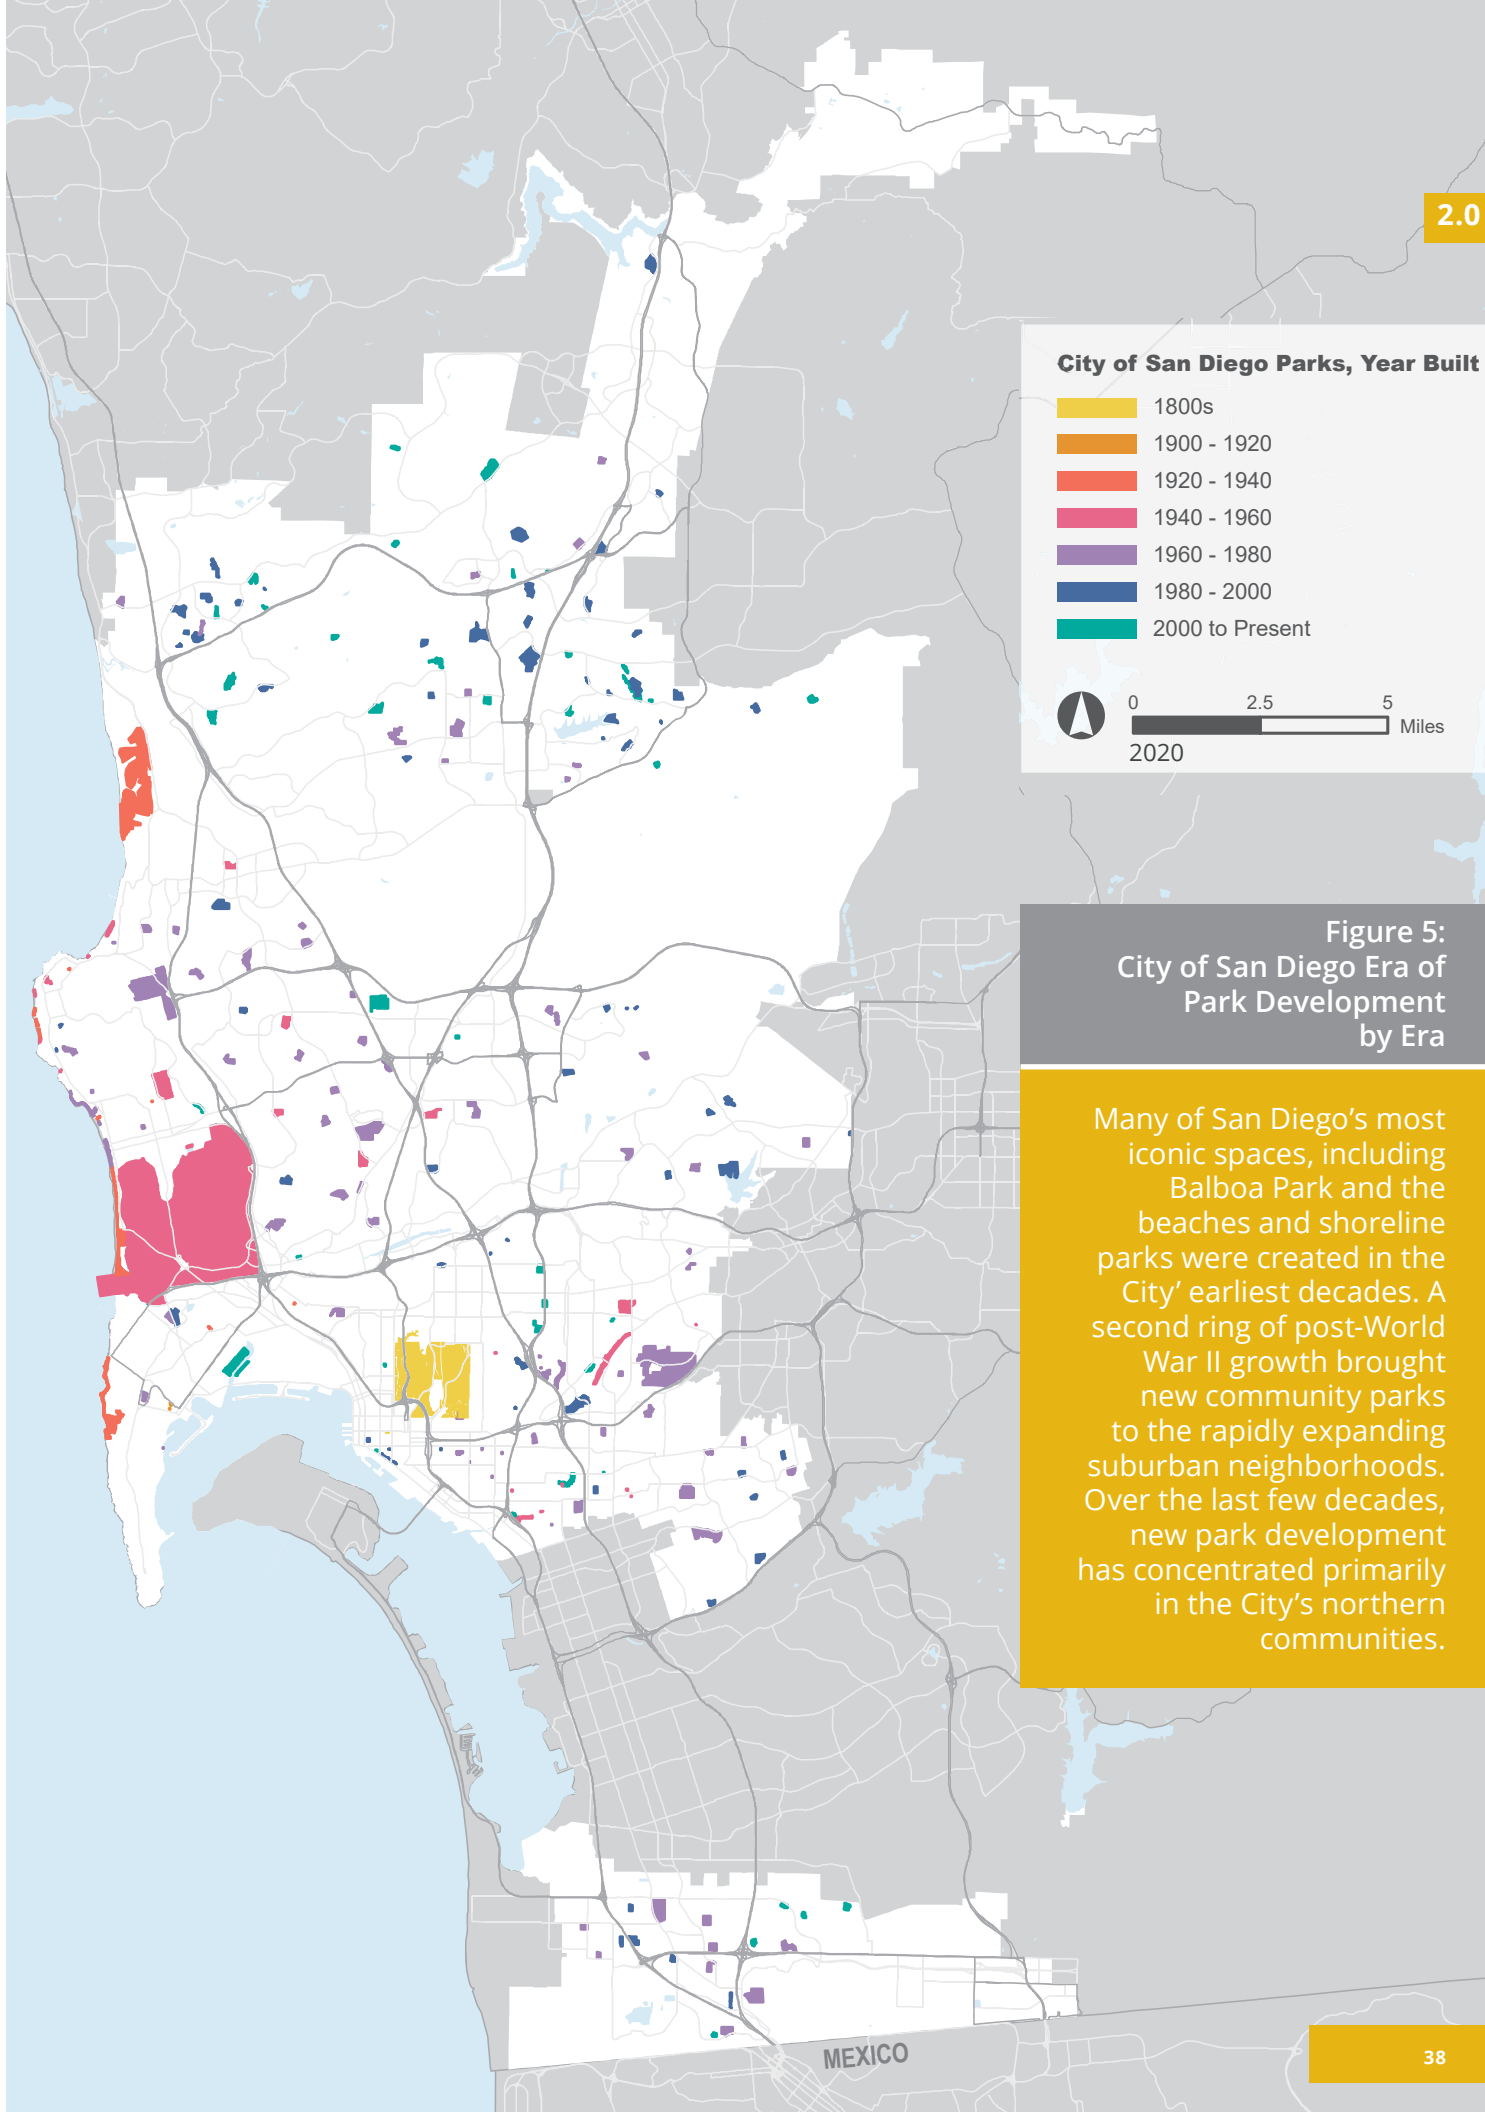 2.0
City of San Diego Parks, Year Built
1800s
1900 - 1920
1920 - 1940
1940 - 1960
1960 - 1980
1980 - 2000
2000 to Present
0 2.5 5
Miles
2020
Figure 5:
City of San Diego Era of
Park Development
by Era
Many of San Diego’s most
iconic spaces, including
Balboa Park and the
beaches and shoreline
parks were created in the
City’ earliest decades. A
second ring of post-World
War II growth brought
new community parks
to the rapidly expanding
suburban neighborhoods.
Over the last few decades,
new park development
has concentrated primarily
in the City’s northern
communities.
MEXICO
38